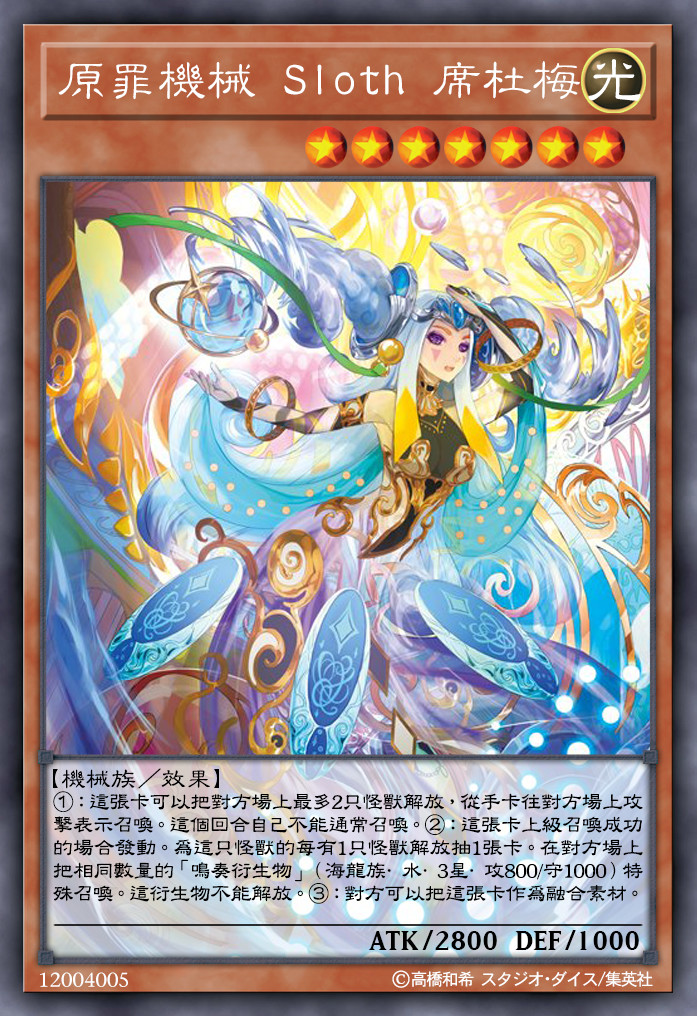 原罪機械 Sloth 席杜梅
光
【機械族／效果】
①：這張卡可以把對方場上最多2只怪獸解放，從手卡往對方場上攻
擊表示召喚。這個回合自己不能通常召喚。②：這張卡上級召喚成功
的場合發動。為這只怪獸的每有1只怪獸解放抽1張卡。在對方場上
把相同數量的「鳴奏衍生物」（海龍族·水·3星·攻800/守1000）特
殊召喚。這衍生物不能解放。③：對方可以把這張卡作為融合素材。
ATK/2800 DEF/1000
12004005
©高橋和希 スタジオ・ダイス/集英社